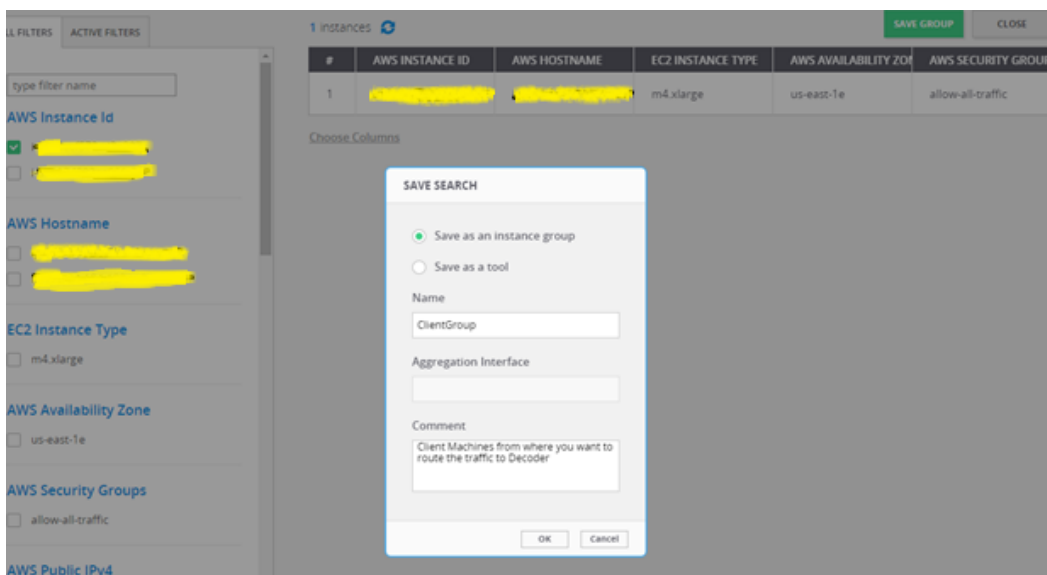 LL FILTERS
ACTIVE FILTERS
type filter name
AWS Instance Id
AWS Hostname
EC2 Instance Type
m4.xlarge
AWS Availability Zone
us-east-1e
AWS Security Groups
allow-all-traffic
AWS Public IPv4
1 instances
SAVE GROUP
CLOSE
# AWS INSTANCE ID AWS HOSTNAME EC2 INSTANCE TYPE AWS AVAILABILITY ZON AWS SECURITY GROUP
1 m4.xlarge us-east-1e allow-all-traffic
Choose Columns
SAVE SEARCH
Save as an instance group
Save as a tool
Name
ClientGroup
Aggregation Interface
Comment
Client Machines from where you want to
route the traffic to Decoder
OK
Cancel